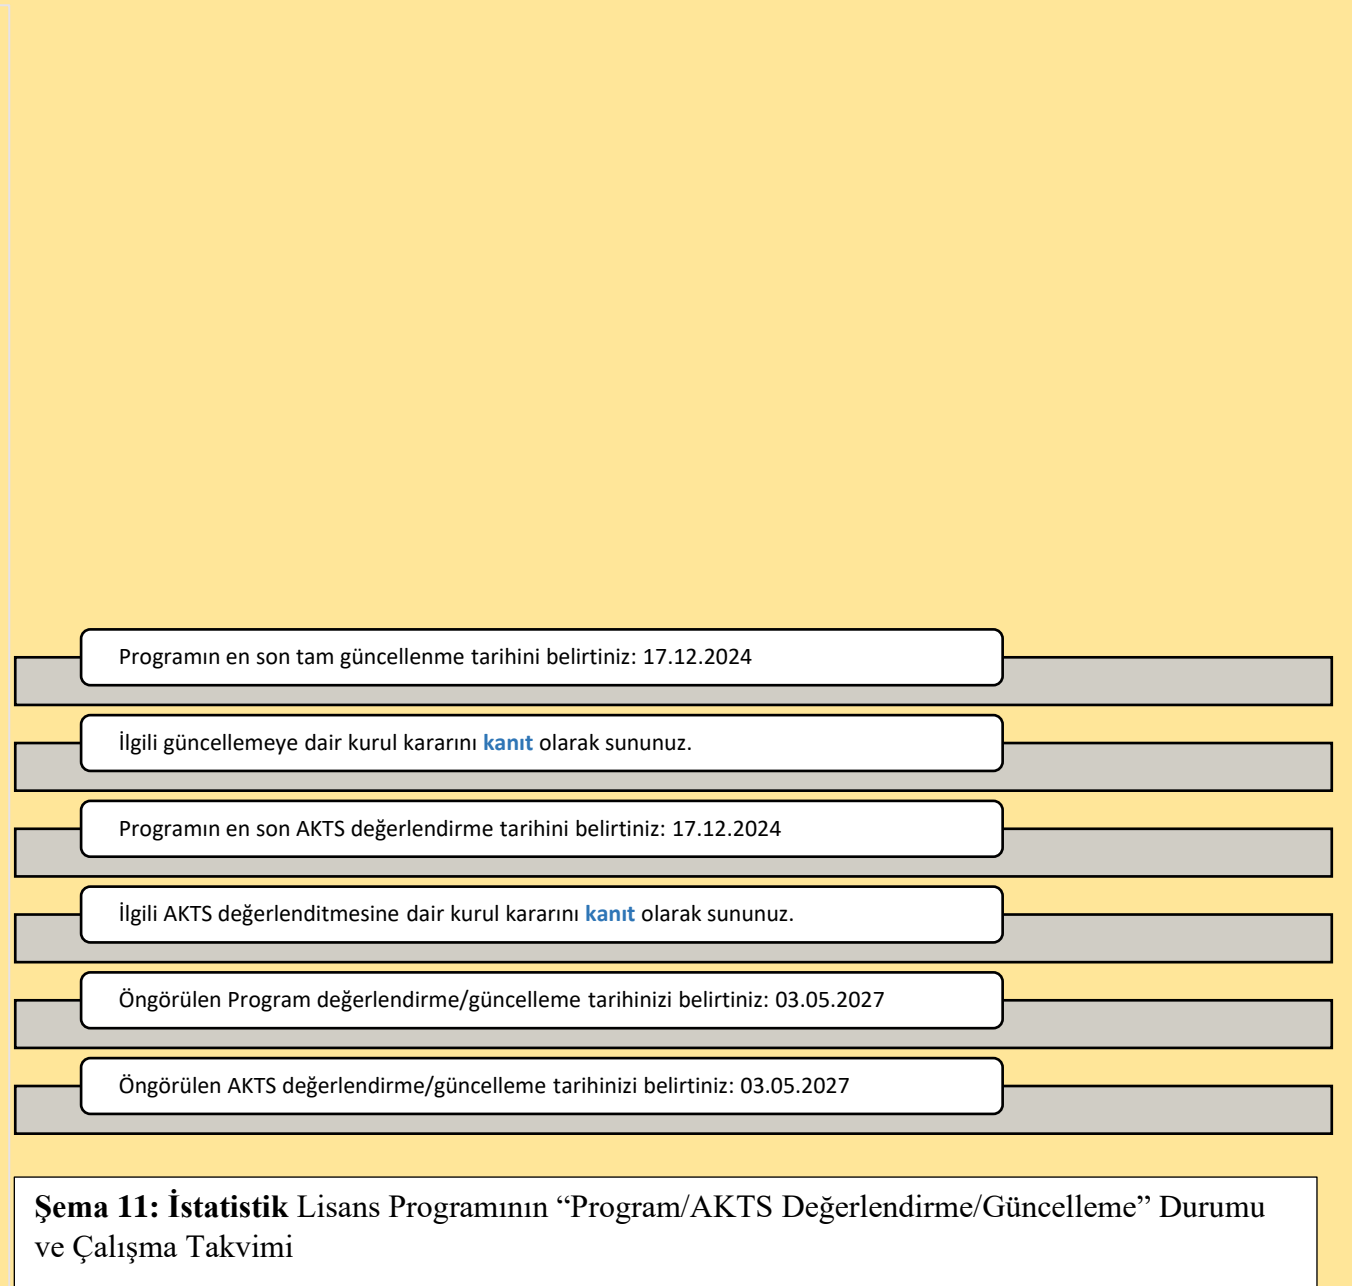 Programın en son tam güncellenme tarihini belirtiniz: 17.12.2024
İlgili güncellemeye dair kurul kararını kanıt olarak sununuz.
Programın en son AKTS değerlendirme tarihini belirtiniz: 17.12.2024
İlgili AKTS değerlenditmesine dair kurul kararını kanıt olarak sununuz.
Öngörülen Program değerlendirme/güncelleme tarihinizi belirtiniz: 03.05.2027
Öngörülen AKTS değerlendirme/güncelleme tarihinizi belirtiniz: 03.05.2027
Şema 11: İstatistik Lisans Programının “Program/AKTS Değerlendirme/Güncelleme” Durumu
ve Çalışma Takvimi